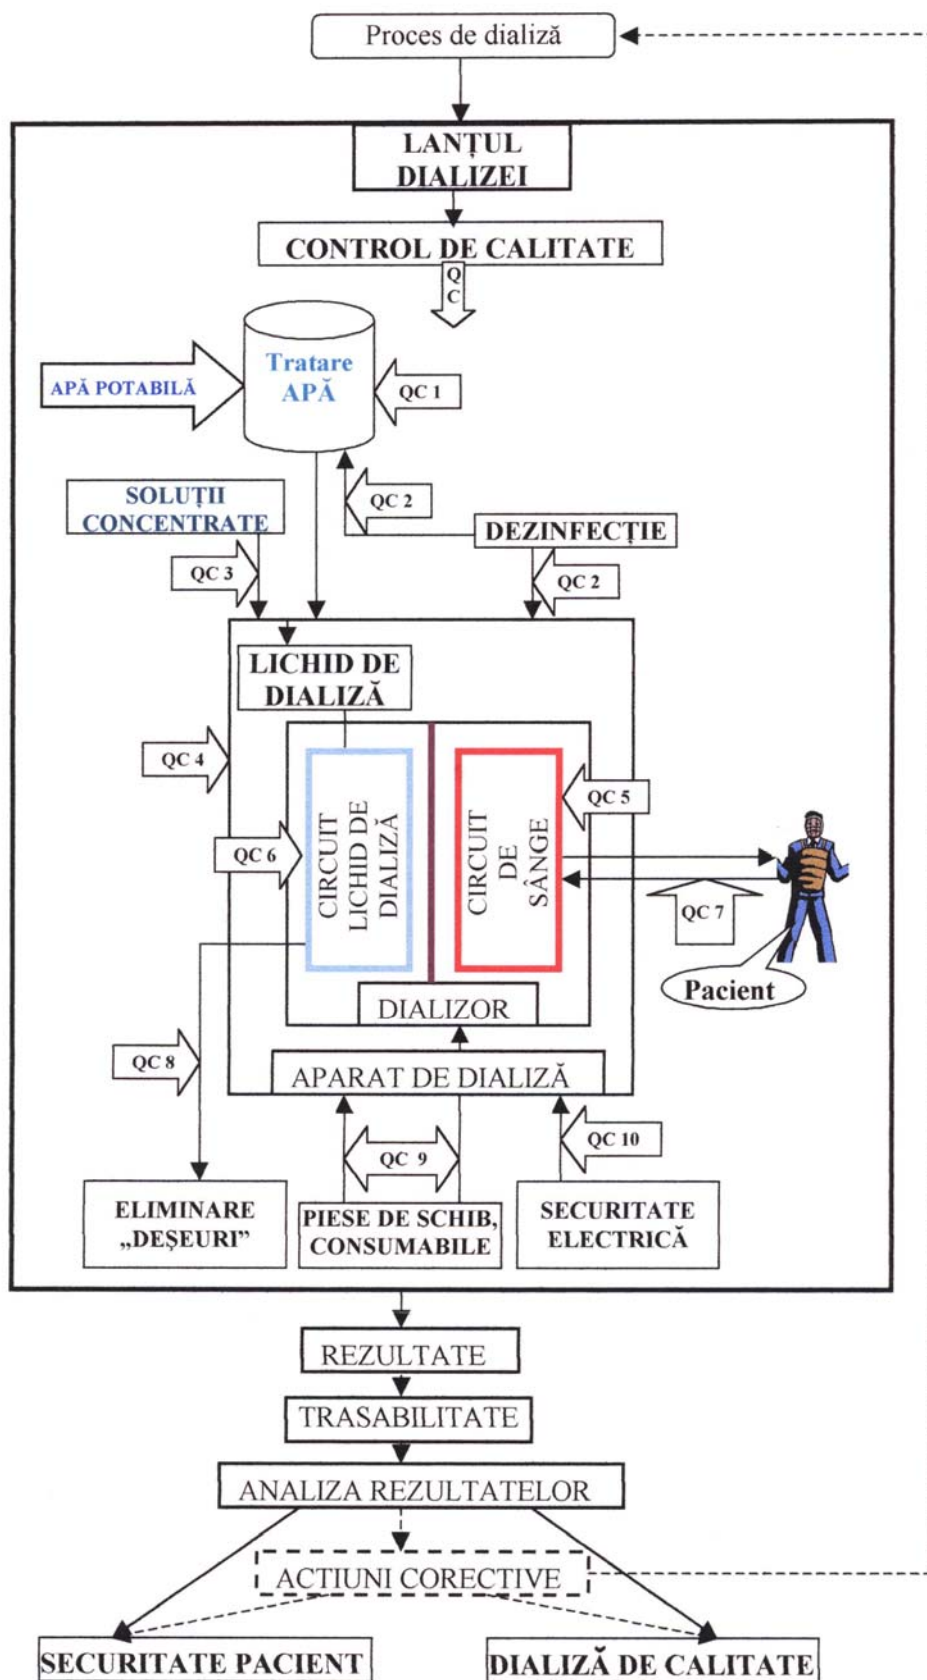 Proces de dializă
LANȚUL
DIALIZEI
CONTROL DE CALITATE
Q
C
Tratare
APĂ
APĂ POTABILĂ
QC 1
SOLUȚII
CONCENTRATE
QC 2
DEZINFECȚIE
QC 3
QC 2
LICHID DE
DIALIZĂ
QC 4
CIRCUIT
LICHID DE
DIALIZĂ
CIRCUIT
DE
SÂNGE
QC 5
QC 6
QC 7
Pacient
DIALIZOR
QC 8
APARAT DE DIALIZĂ
QC 9
QC 10
ELIMINARE
„DEȘEURI”
PIESE DE SCHIB,
CONSUMABILE
SECURITATE
ELECTRICĂ
REZULTATE
TRASABILITATE
ANALIZA REZULTATELOR
ACTIUNI CORECTIVE
SECURITATE PACIENT
DIALIZĂ DE CALITATE